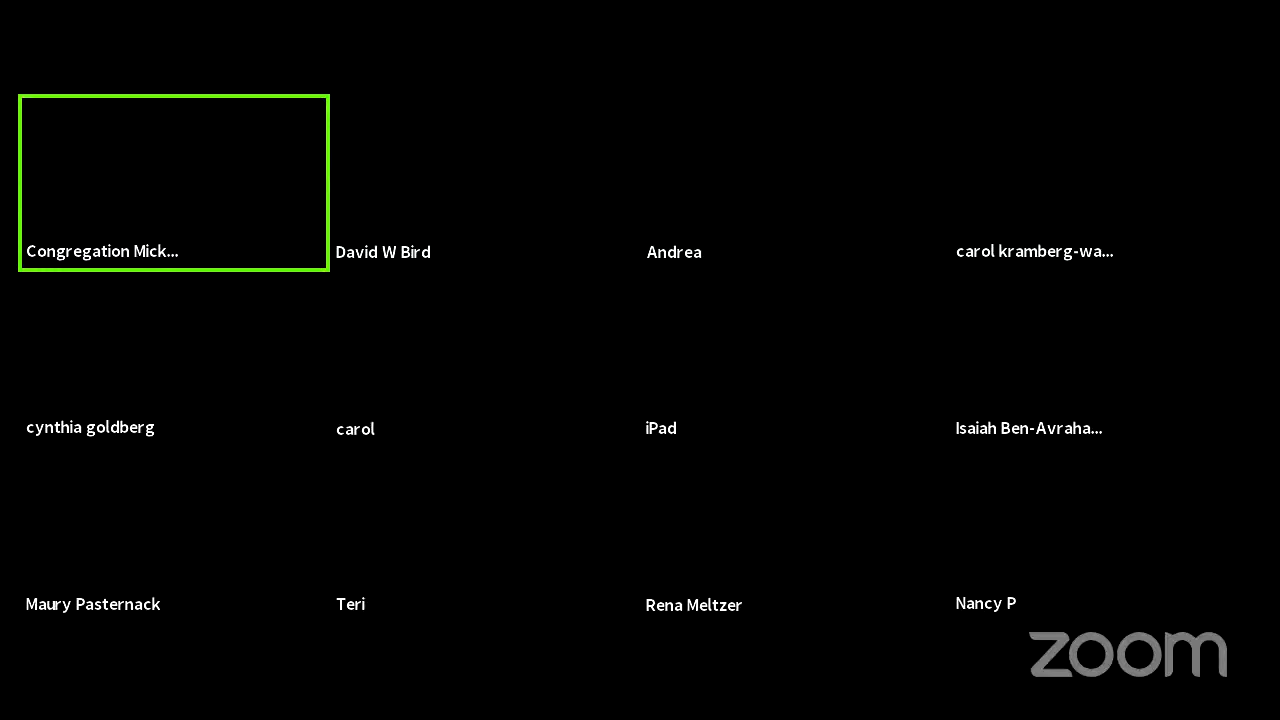 Congregation Mick...
David W Bird
Andrea
carol kramberg-wa...
cynthia goldberg
carol
iPad
Isaiah Ben-Avraha...
Maury Pasternack
Teri
Rena Meltzer
Nancy P
zoom